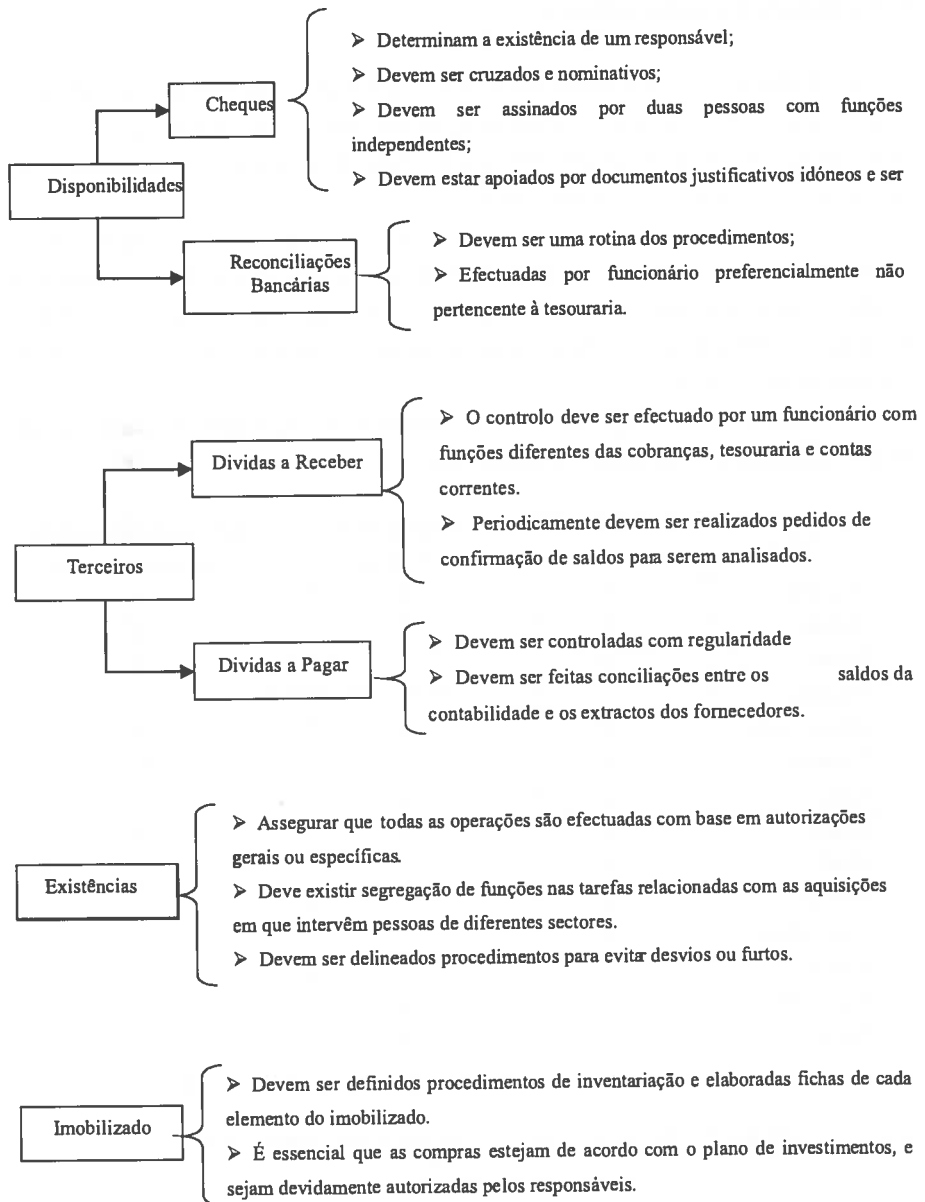 ➢ Determinam a existência de um responsável;
➢ Devem ser cruzados e nominativos;
Cheques
➢ Devem ser assinados por duas pessoas com funções
independentes;
➢ Devem estar apoiados por documentos justificativos idóneos e ser
Disponibilidades
➢ Devem ser uma rotina dos procedimentos;
Reconciliações
Bancárias
➢ Efectuadas por funcionário preferencialmente não
pertencente à tesouraria.
➢ O controlo deve ser efectuado por um funcionário com
funções diferentes das cobranças, tesouraria e contas
correntes.
Dividas a Receber
➢ Periodicamente devem ser realizados pedidos de
confirmação de saldos para serem analisados.
Terceiros
➢ Devem ser controladas com regularidade
Dividas a Pagar
➢ Devem ser feitas conciliações entre os saldos da
contabilidade e os extractos dos fornecedores.
➢ Assegurar que todas as operações são efectuadas com base em autorizações
gerais ou específicas.
Existências
➢ Deve existir segregação de funções nas tarefas relacionadas com as aquisições
em que intervêm pessoas de diferentes sectores.
➢ Devem ser delineados procedimentos para evitar desvios ou furtos.
➢ Devem ser definidos procedimentos de inventariação e elaboradas fichas de cada
elemento do imobilizado.
Imobilizado
➢ É essencial que as compras estejam de acordo com o plano de investimentos, e
sejam devidamente autorizadas pelos responsáveis.